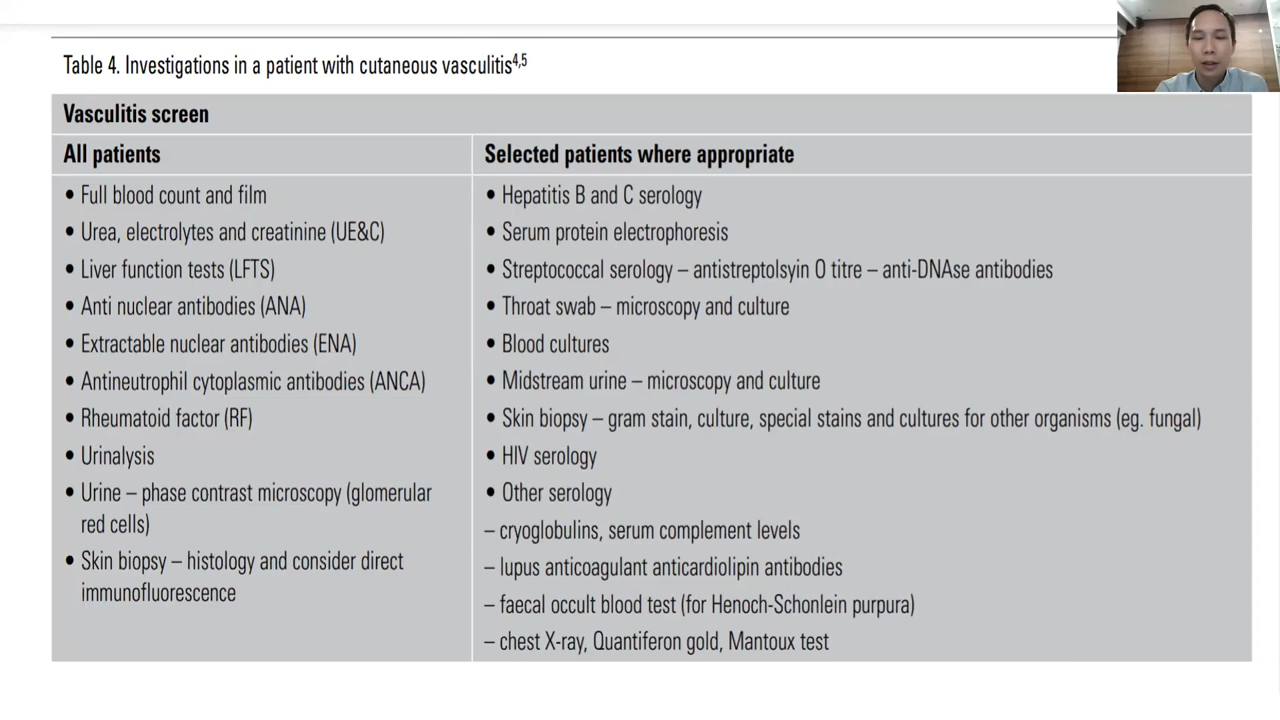 Table 4. Investigations in a patient with cutaneous vasculitis4,5
Vasculitis screen
All patients
• Full blood count and film
• Urea, electrolytes and creatinine (UE&C)
• Liver function tests (LFTS)
• Anti nuclear antibodies (ANA)
• Extractable nuclear antibodies (ENA)
• Antineutrophil cytoplasmic antibodies (ANCA)
• Rheumatoid factor (RF)
• Urinalysis
• Urine – phase contrast microscopy (glomerular
red cells)
• Skin biopsy – histology and consider direct
immunofluorescence
Selected patients where appropriate
• Hepatitis B and C serology
• Serum protein electrophoresis
• Streptococcal serology – antistreptolsyin O titre – anti-DNAse antibodies
• Throat swab – microscopy and culture
• Blood cultures
• Midstream urine – microscopy and culture
• Skin biopsy – gram stain, culture, special stains and cultures for other organisms (eg. fungal)
• HIV serology
• Other serology
– cryoglobulins, serum complement levels
– lupus anticoagulant anticardiolipin antibodies
– faecal occult blood test (for Henoch-Schonlein purpura)
– chest X-ray, Quantiferon gold, Mantoux test